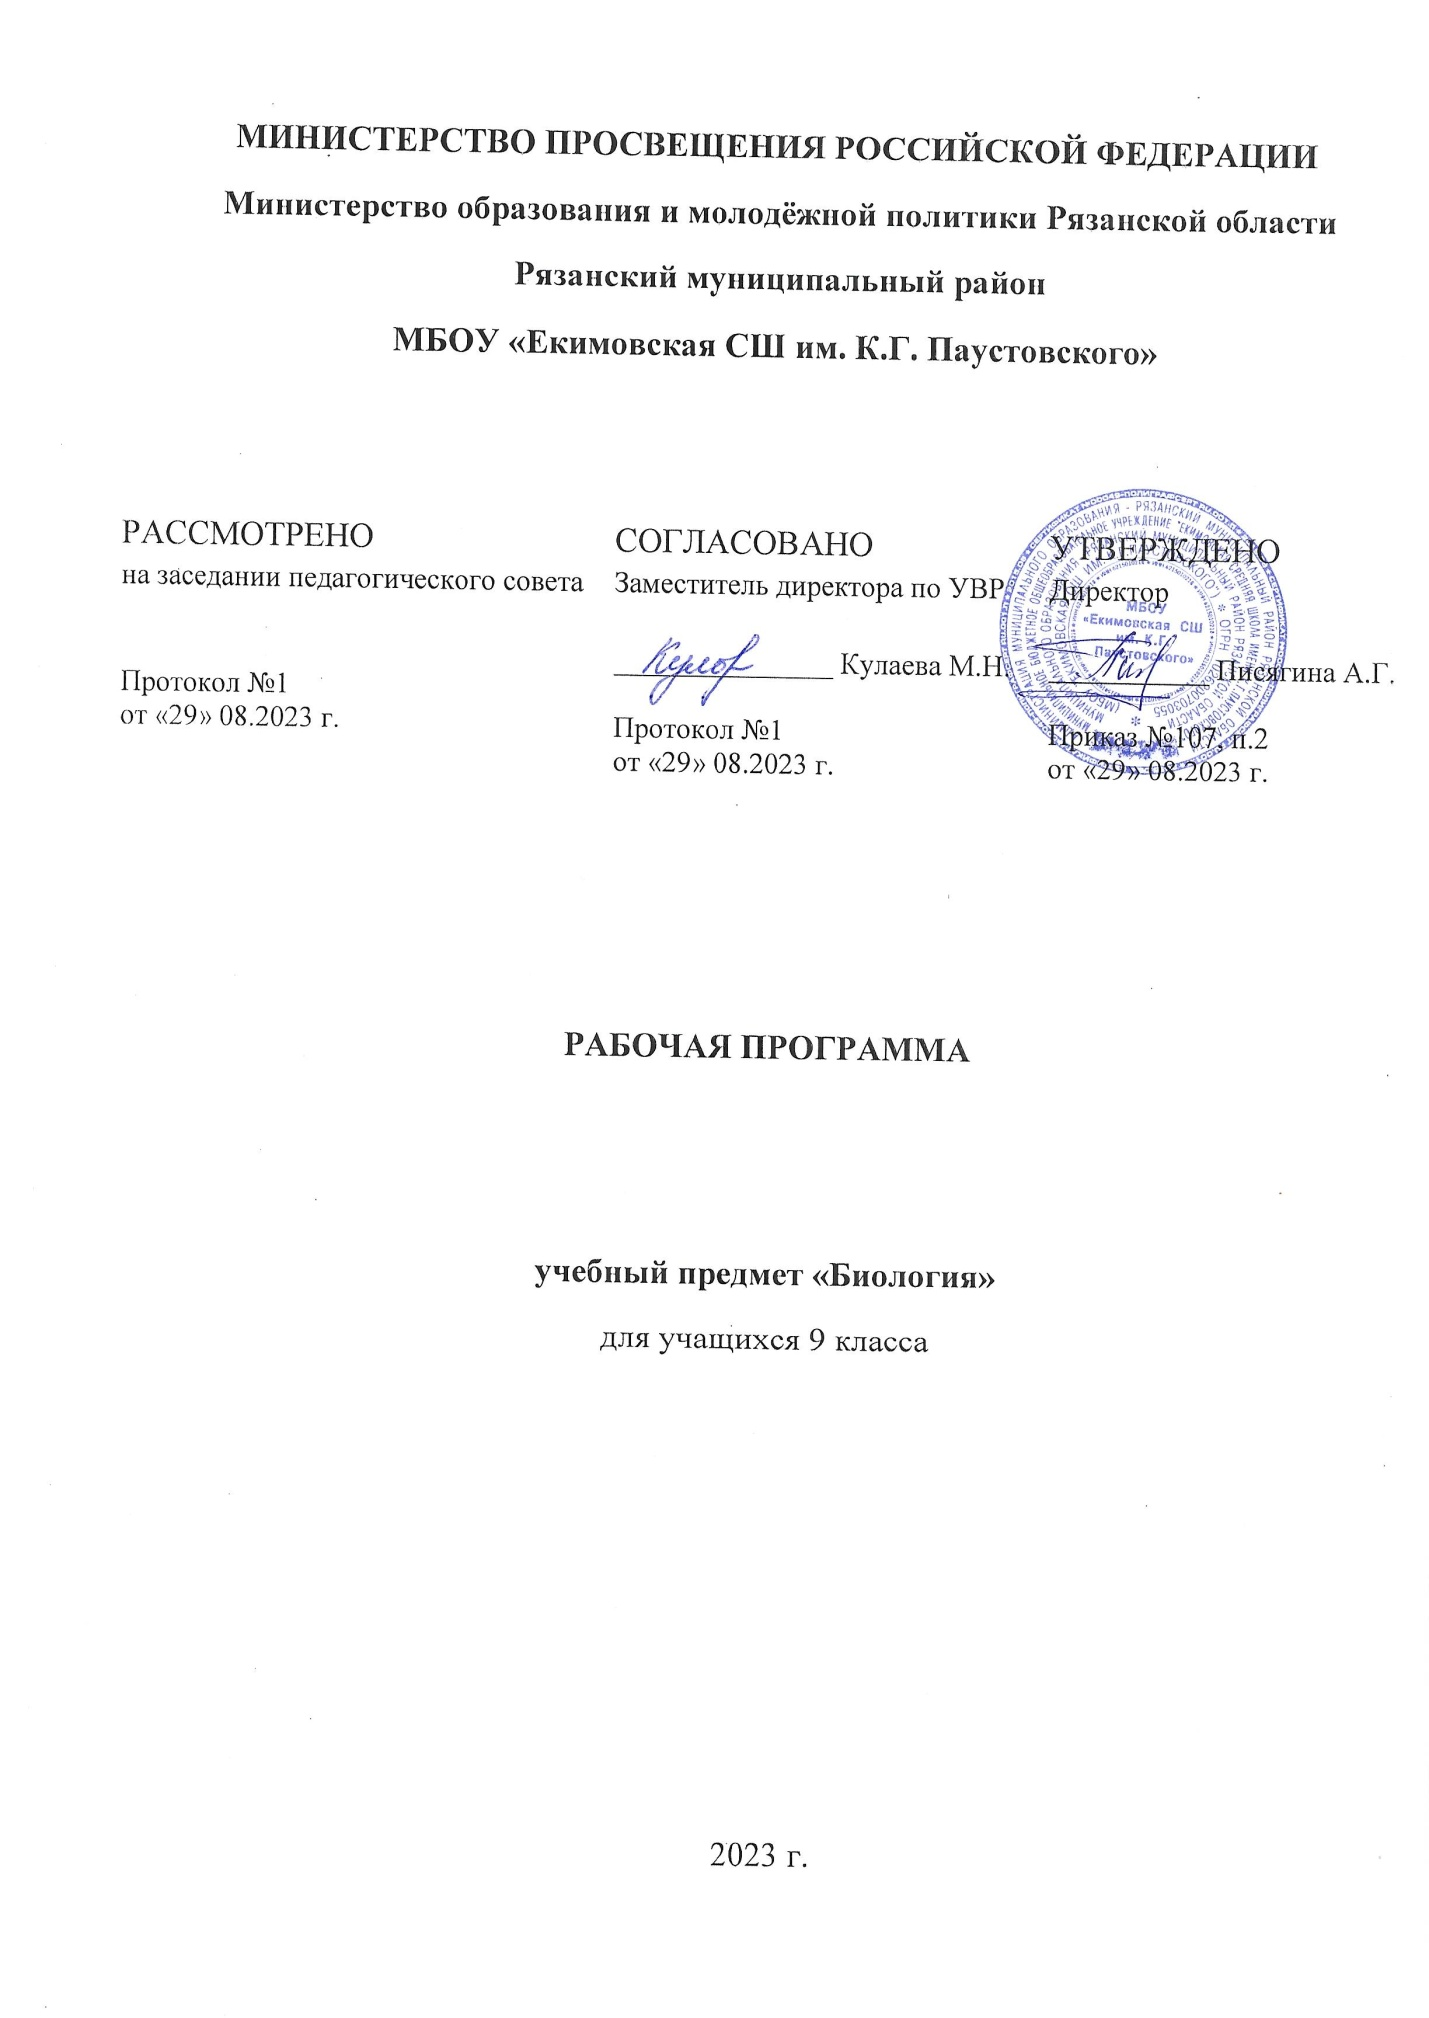 МИНИСТЕРСТВО ПРОСВЕЩЕНИЯ РОССИЙСКОЙ ФЕДЕРАЦИИ
Министерство образования и молодёжной политики Рязанской области
Рязанский муниципальный район
МБОУ «Екимовская СШ им. К.Г. Паустовского»
РАССМОТРЕНО
на заседании педагогического совета
Протокол №1
от «29» 08.2023 г.
СОГЛАСОВАНО
Заместитель директора по УВР
Кулаева М.Н.
Протокол №1
от «29» 08.2023 г.
УТВЕРЖДЕНО
Директор
Писягина А.Г.
Приказ №107, п.2
от «29» 08.2023 г.
МБОУ
«Екимовская СШ
им. К.Г.
Паустовского»
РАБОЧАЯ ПРОГРАММА
учебный предмет «Биология»
для учащихся 9 класса
2023 г.